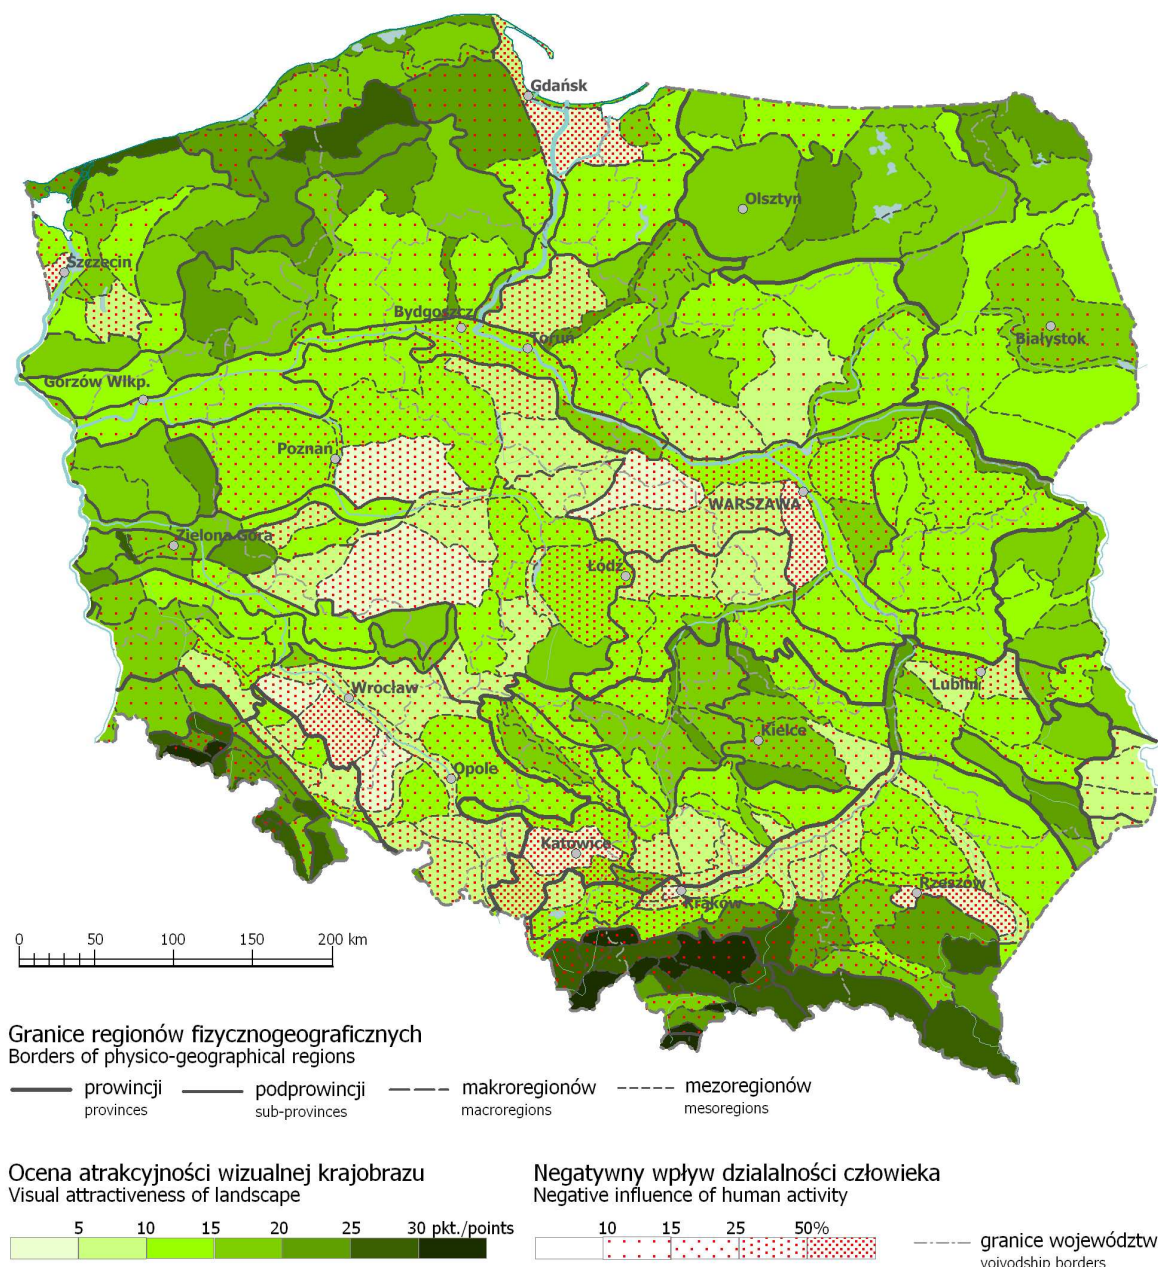 Gdańsk
Olsztyn
Szczecin
Bydgoszcz
Białystok
Toruń
Gorzów Wlkp.
Poznań
WARSZAWA
Zielona Góra
Łódź
Lublin
Wrocław
Kielce
Opole
Katowice
Rzeszów
Kraków
0 50 100 150 200 km
Granice regionów fizycznogeograficznych
Borders of physico-geographical regions
prowincji podprowincji makroregionów mezoregionów
provinces sub-provinces macroregions mesoregions
Ocena atrakcyjności wizualnej krajobrazu
Visual attractiveness of landscape
5 10 15 20 25 30 pkt./points
Negatywny wpływ dzialalności człowieka
Negative influence of human activity
10 15 25 50%
granice województw
voivodship borders